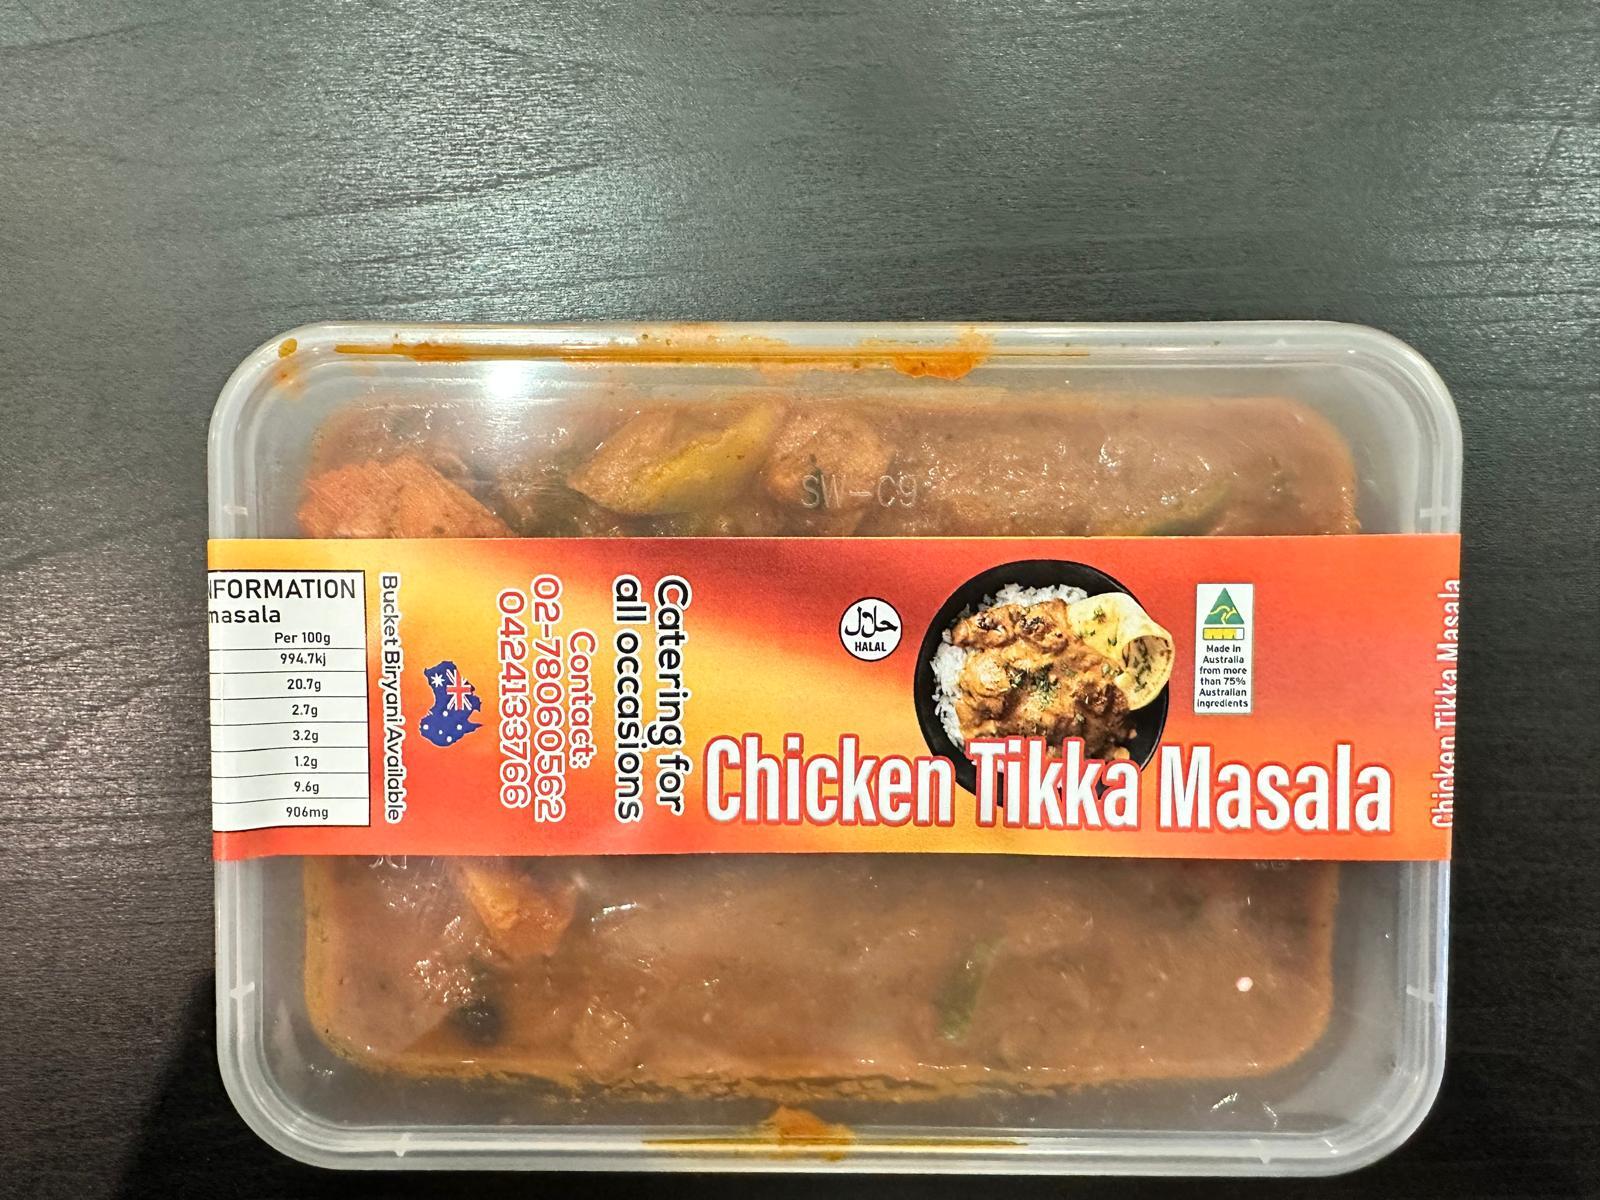 SW-C9
NFORMATION
masala
Per 100g
994.7kj
20.7g
2.7g
3.2g
1.2g
9.6g
906mg
Bucket Biryani Available
Catering for
all occasions
Contact:
02-78060562
0424133766
حلال
HALAL
Made in
Australia
from more
than 75%
Australian
ingredients
Chicken Tikka Masala
Chicken Tikka Masala